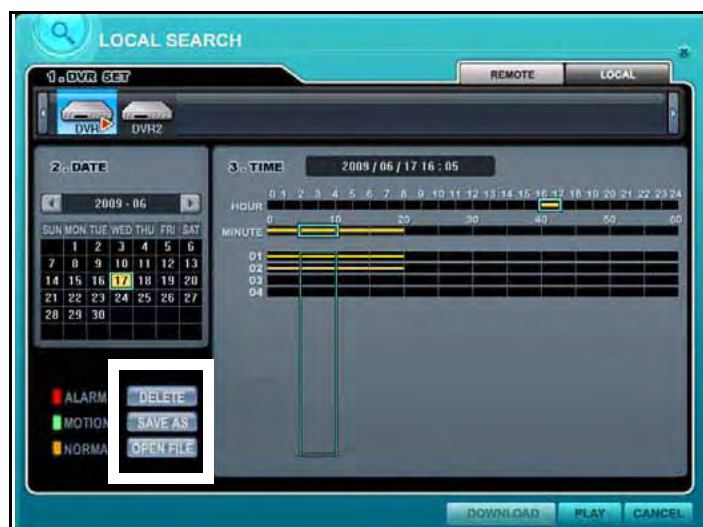 LOCAL SEARCH
1. DVR SET
REMOTE LOCAL
DVR DVR2
2. DATE
3. TIME 2009 / 06 / 17 16 : 05
2009 - 06
HOUR 0 1 2 3 4 5 6 7 8 9 10 11 12 13 14 15 16 17 18 19 20 21 22 23 24
MINUTE 0 10 20 30 40 50 60
SUN MON TUE WED THU FRI SAT
1 2 3 4 5 6
7 8 9 10 11 12 13
14 15 16 17 18 19 20
21 22 23 24 25 26 27
28 29 30
01
02
03
04
ALARM DELETE
MOTION SAVE AS
NORMA OPEN FILE
DOWNLOAD PLAY CANCEL